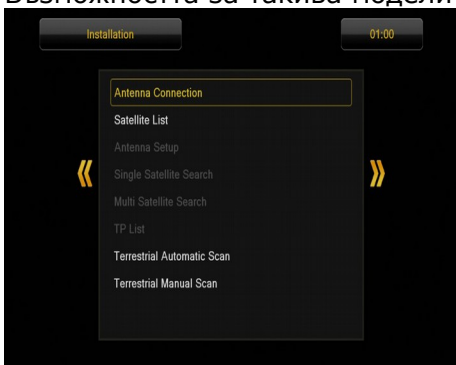 Възможността за такива модели
Installation
01:00
Antenna Connection
Satellite List
Antenna Setup
Single Satellite Search
Multi Satellite Search
TP List
Terrestrial Automatic Scan
Terrestrial Manual Scan